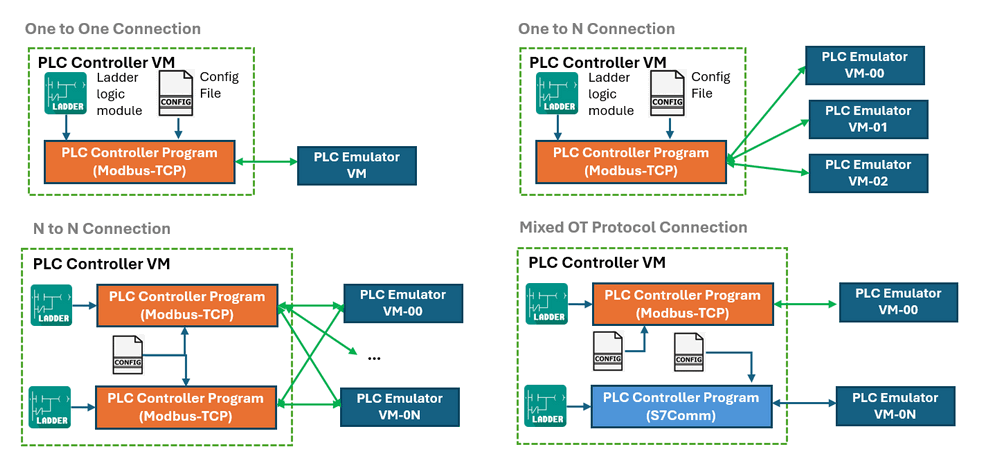 One to One Connection
PLC Controller VM
Ladder
logic
module
Config
File
LADDER
CONFIG
PLC Controller Program
(Modbus-TCP)
PLC Emulator
VM
One to N Connection
PLC Controller VM
Ladder
logic
module
Config
File
LADDER
CONFIG
PLC Controller Program
(Modbus-TCP)
PLC Emulator
VM-00
PLC Emulator
VM-01
PLC Emulator
VM-02
N to N Connection
PLC Controller VM
LADDER
PLC Controller Program
(Modbus-TCP)
PLC Emulator
VM-00
CONFIG
...
LADDER
PLC Controller Program
(Modbus-TCP)
PLC Emulator
VM-0N
Mixed OT Protocol Connection
PLC Controller VM
LADDER
PLC Controller Program
(Modbus-TCP)
PLC Emulator
VM-00
CONFIG
CONFIG
LADDER
PLC Controller Program
(S7Comm)
PLC Emulator
VM-0N